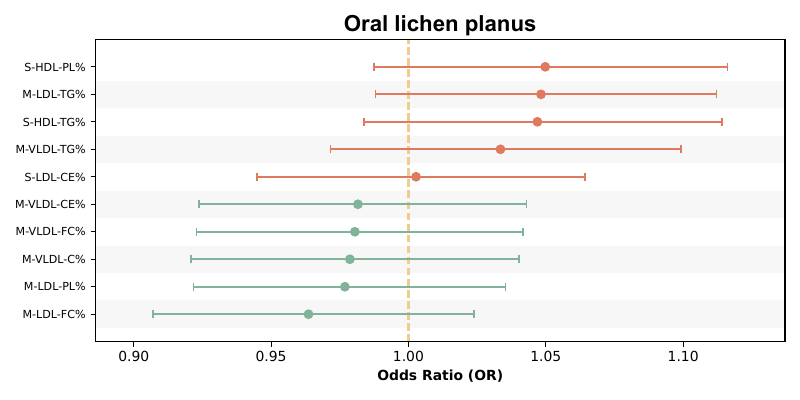 Oral lichen planus
S-HDL-PL%
M-LDL-TG%
S-HDL-TG%
M-VLDL-TG%
S-LDL-CE%
M-VLDL-CE%
M-VLDL-FC%
M-VLDL-C%
M-LDL-PL%
M-LDL-FC%
0.90 0.95 1.00 1.05 1.10
Odds Ratio (OR)